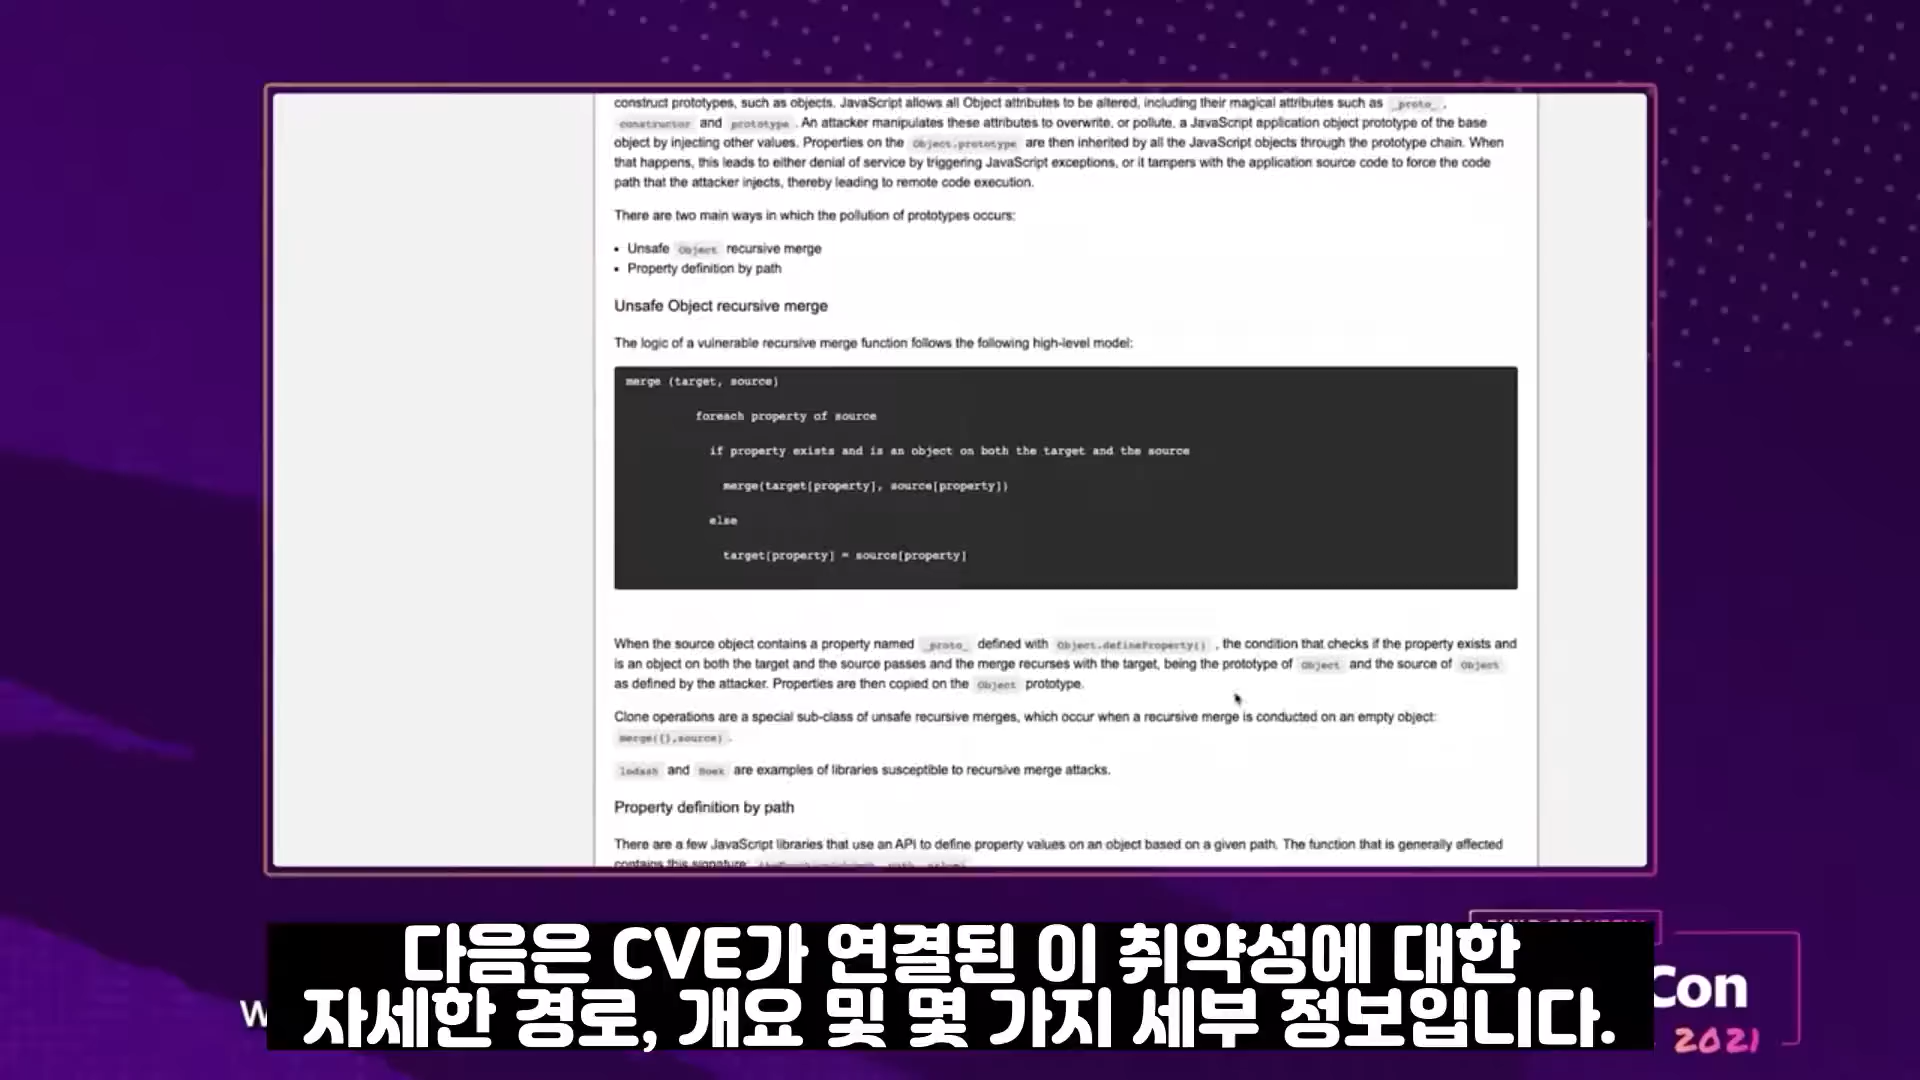 construct prototypes, such as objects. JavaScript allows all Object attributes to be altered, including their magical attributes such as _proto_ ,
constructor and prototype . An attacker manipulates these attributes to overwrite, or pollute, a JavaScript application object prototype of the base
object by injecting other values. Properties on the Object.prototype are then inherited by all the JavaScript objects through the prototype chain. When
that happens, this leads to either denial of service by triggering JavaScript exceptions, or it tampers with the application source code to force the code
path that the attacker injects, thereby leading to remote code execution.
There are two main ways in which the pollution of prototypes occurs:
• Unsafe Object recursive merge
• Property definition by path
Unsafe Object recursive merge
The logic of a vulnerable recursive merge function follows the following high-level model:
merge (target, source)
foreach property of source
if property exists and is an object on both the target and the source
merge(target[property], source[property])
else
target[property] = source[property]
When the source object contains a property named _proto_ defined with Object.defineProperty() , the condition that checks if the property exists and
is an object on both the target and the source passes and the merge recurses with the target, being the prototype of Object and the source of Object
as defined by the attacker. Properties are then copied on the Object prototype.
Clone operations are a special sub-class of unsafe recursive merges, which occur when a recursive merge is conducted on an empty object:
merge({},source) .
lodash and Hoek are examples of libraries susceptible to recursive merge attacks.
Property definition by path
There are a few JavaScript libraries that use an API to define property values on an object based on a given path. The function that is generally affected
contains this signature:
다음은 CVE가 연결된 이 취약성에 대한
자세한 경로, 개요 및 몇 가지 세부 정보입니다.
Con
2021